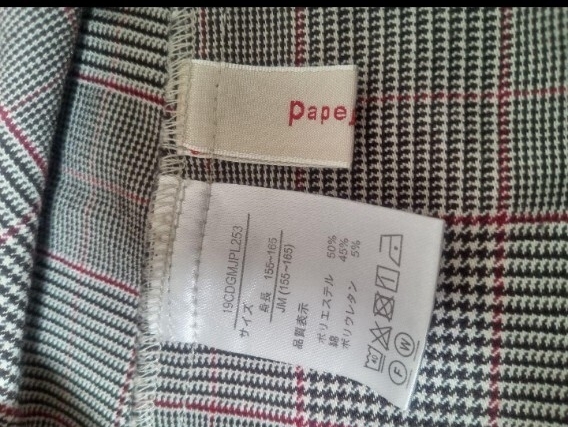 Pape
19CDGMJPL253
サイズ
身長 155~165
JM (155~165)
品質表示
ポリエステル 50%
綿 45%
ポリウレタン 5%
F W